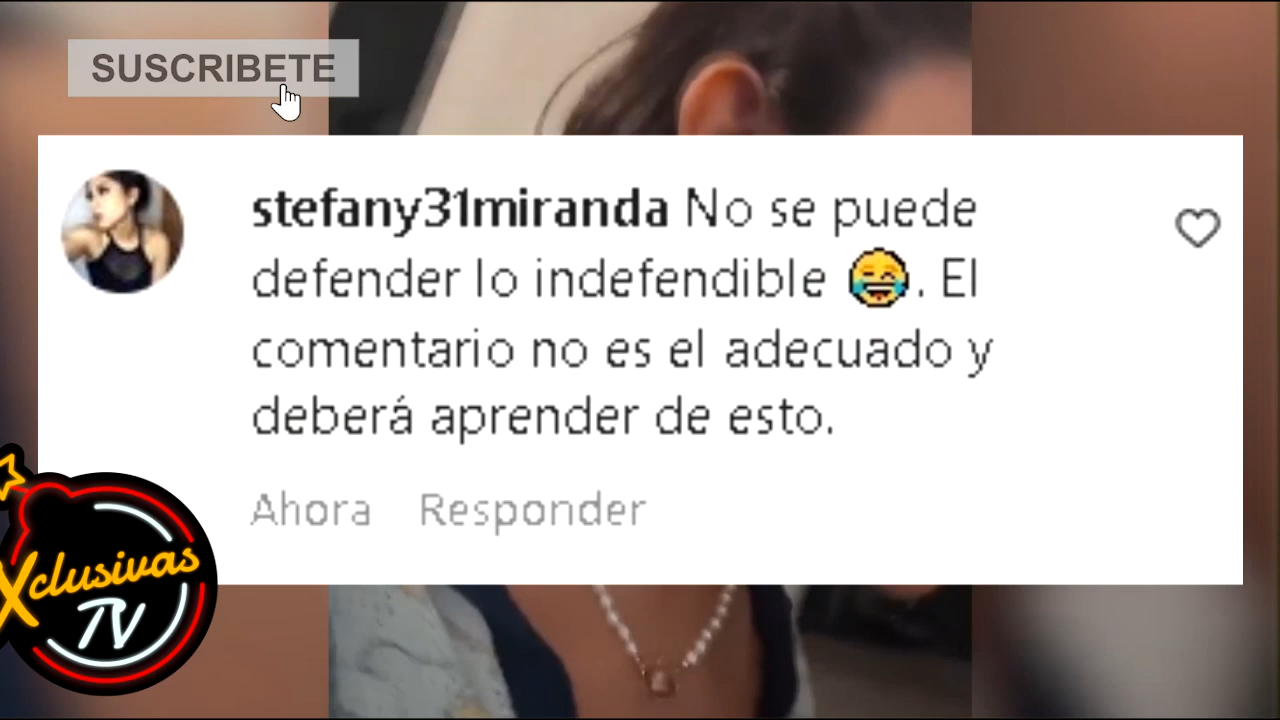 SUSCRIBETE
stefany31miranda No se puede
defender lo indefendible 😂. El
comentario no es el adecuado y
deberá aprender de esto.
Ahora Responder
Xclusivas
TV